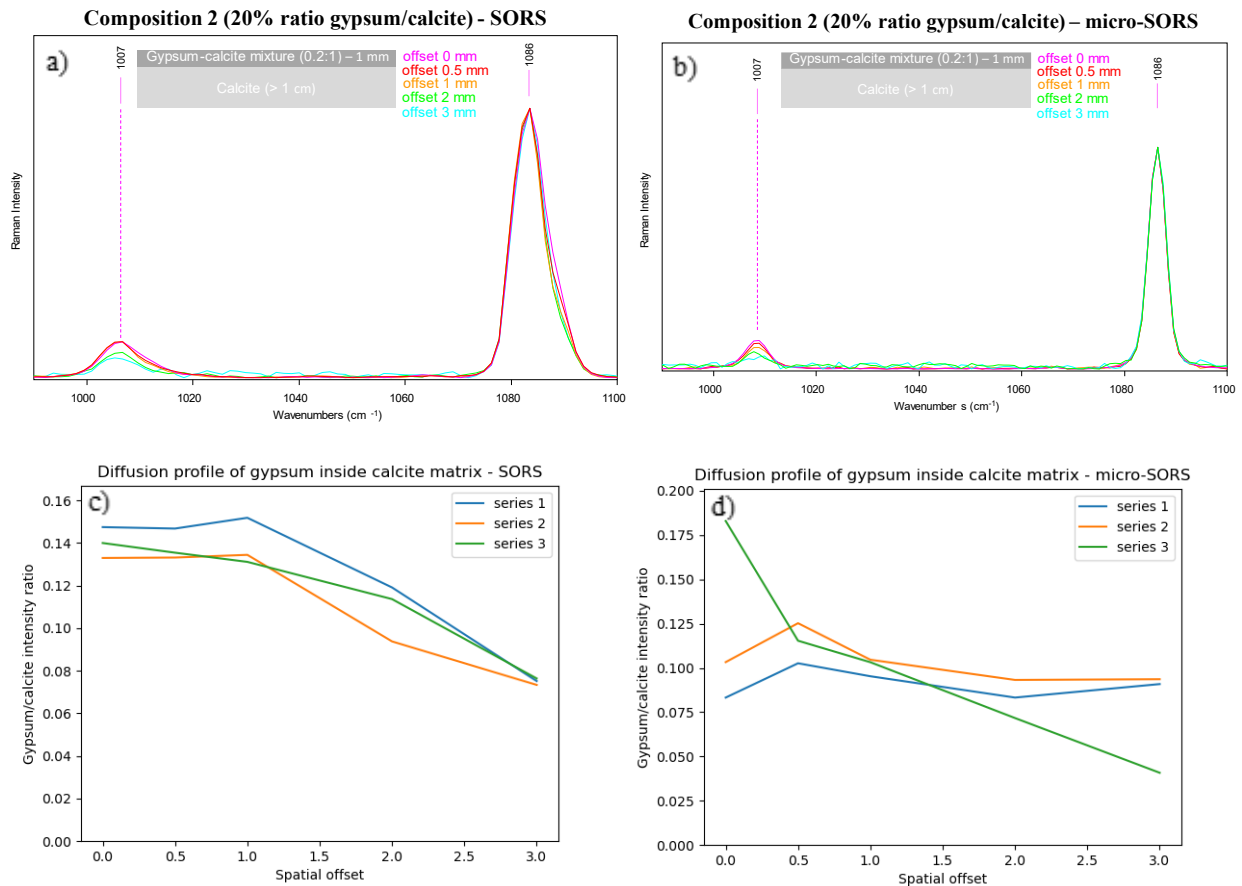 Composition 2 (20% ratio gypsum/calcite) - SORS
a)
1007
Gypsum-calcite mixture (0.2:1) – 1 mm
Calcite (> 1 cm)
offset 0 mm
offset 0.5 mm
offset 1 mm
offset 2 mm
offset 3 mm
1086
Raman Intensity
1000 1020 1040 1060 1080 1100
Wavenumbers (cm -1)
Composition 2 (20% ratio gypsum/calcite) – micro-SORS
b)
1007
Gypsum-calcite mixture (0.2:1) – 1 mm
Calcite (> 1 cm)
offset 0 mm
offset 0.5 mm
offset 1 mm
offset 2 mm
offset 3 mm
1086
Raman Intensity
1000 1020 1040 1060 1080 1100
Wavenumber s (cm-1)
Diffusion profile of gypsum inside calcite matrix - SORS
c)
series 1
series 2
series 3
Gypsum/calcite intensity ratio
0.16
0.14
0.12
0.10
0.08
0.06
0.04
0.02
0.00
0.0 0.5 1.0 1.5 2.0 2.5 3.0
Spatial offset
Diffusion profile of gypsum inside calcite matrix - micro-SORS
d)
series 1
series 2
series 3
Gypsum/calcite intensity ratio
0.200
0.175
0.150
0.125
0.100
0.075
0.050
0.025
0.000
0.0 0.5 1.0 1.5 2.0 2.5 3.0
Spatial offset